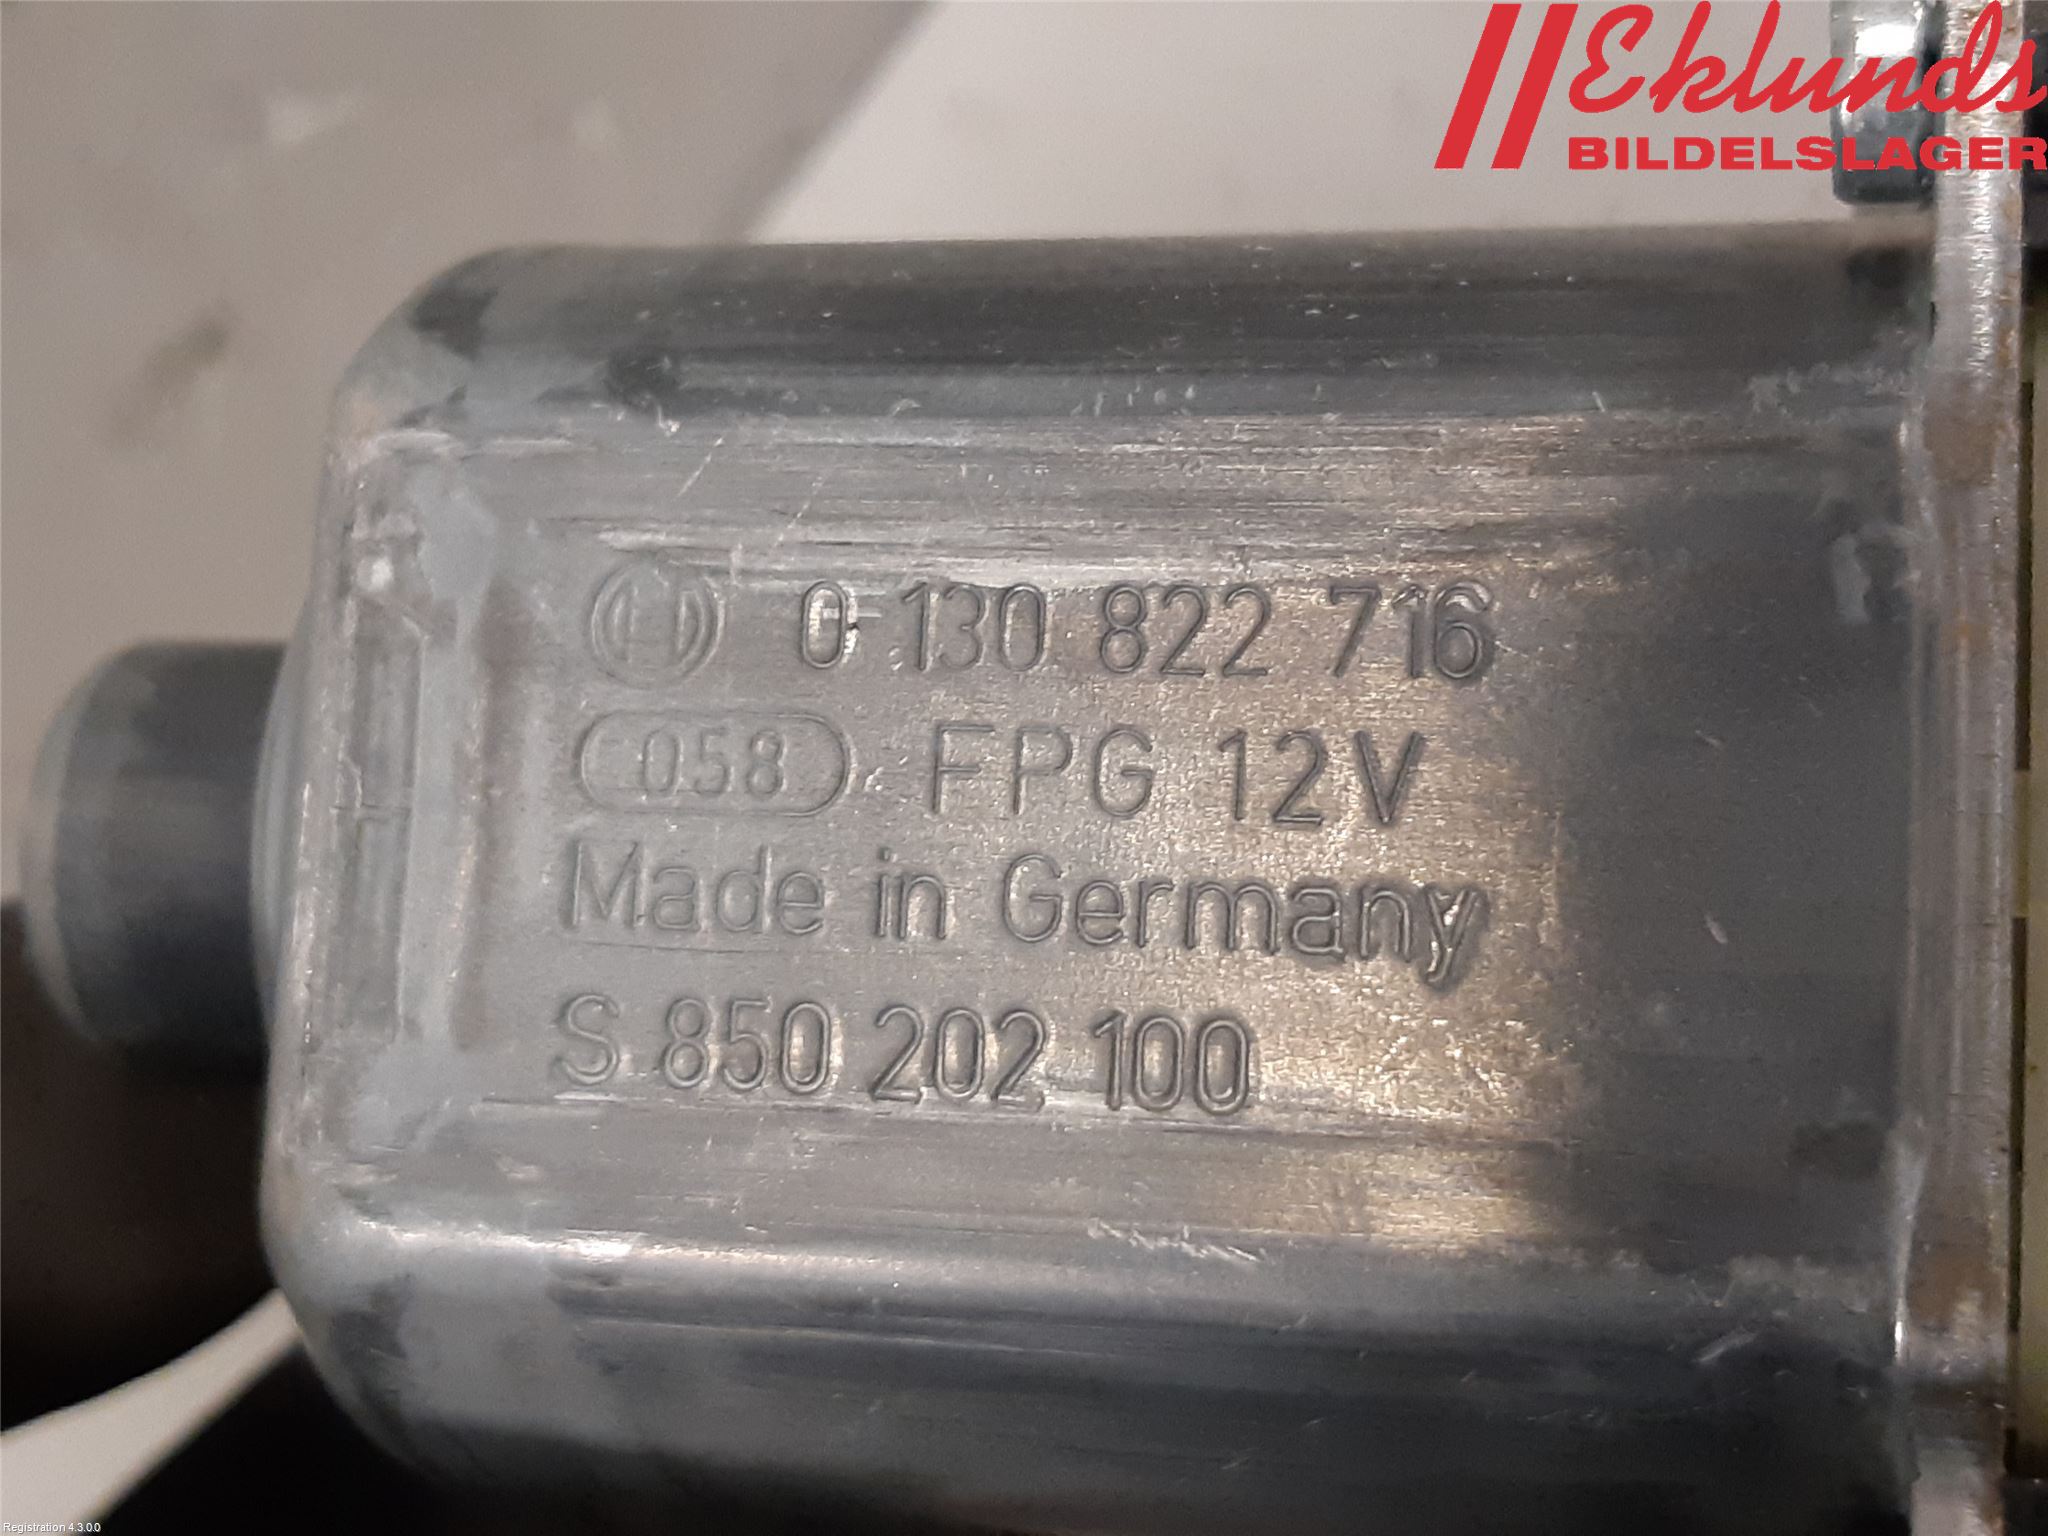 Eklunds
BILDELSLAGER
0 130 822 716
058 FPG 12V
Made in Germany
S 850 202 100
Registration 4.3.0.0